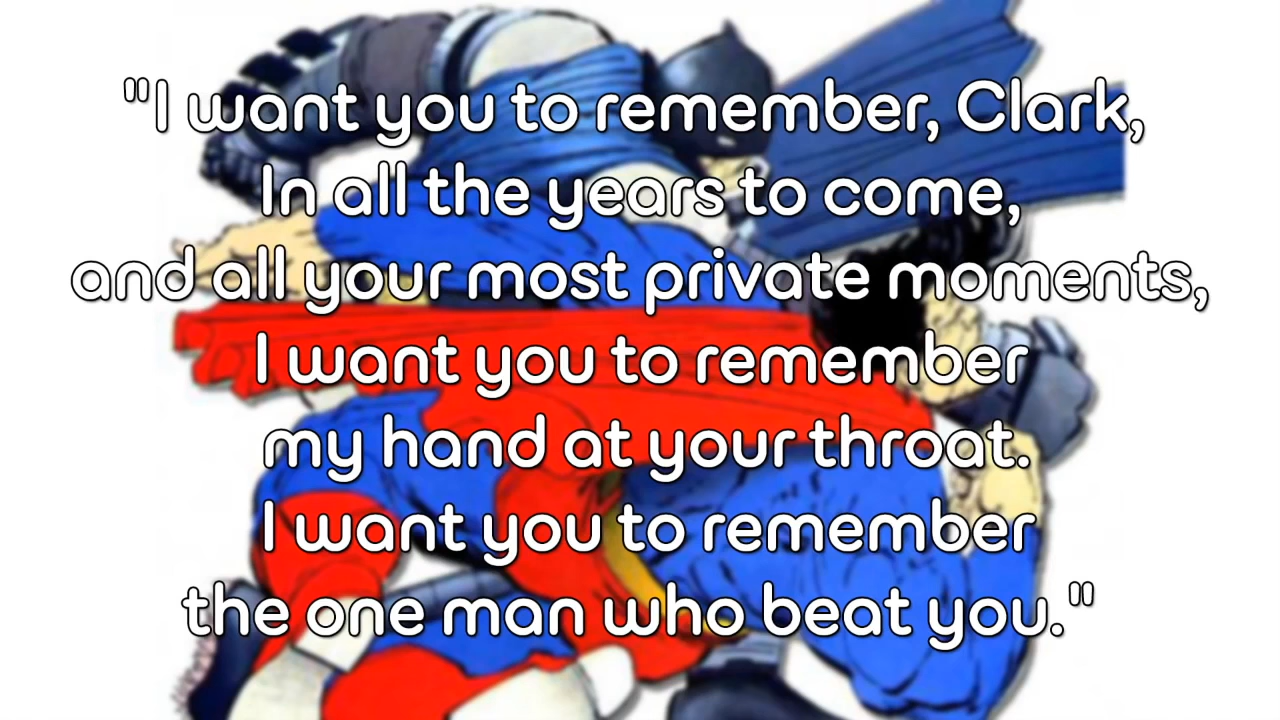 "I want you to remember, Clark,
In all the years to come,
and all your most private moments,
I want you to remember
my hand at your throat.
I want you to remember
the one man who beat you."